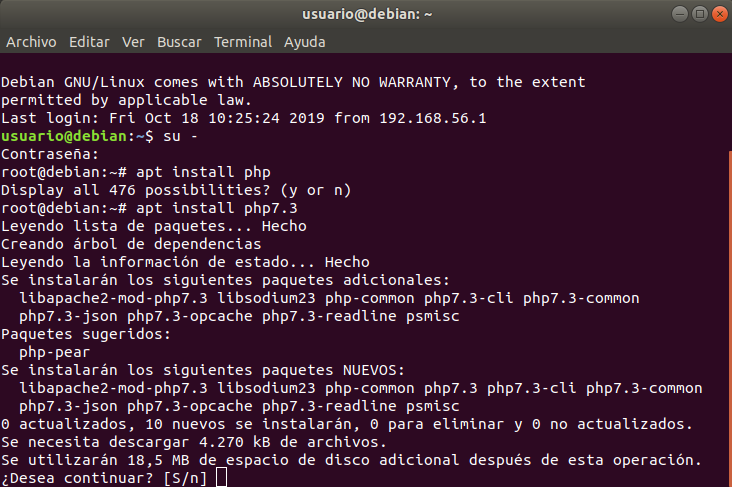 usuario@debian: ~
Archivo Editar Ver Buscar Terminal Ayuda
Debian GNU/Linux comes with ABSOLUTELY NO WARRANTY, to the extent
permitted by applicable law.
Last login: Fri Oct 18 10:25:24 2019 from 192.168.56.1
usuario@debian:~$ su -
Contraseña:
root@debian:~# apt install php
Display all 476 possibilities? (y or n)
root@debian:~# apt install php7.3
Leyendo lista de paquetes... Hecho
Creando árbol de dependencias
Leyendo la información de estado... Hecho
Se instalarán los siguientes paquetes adicionales:
  libapache2-mod-php7.3 libsodium23 php-common php7.3-cli php7.3-common
  php7.3-json php7.3-opcache php7.3-readline psmisc
Paquetes sugeridos:
  php-pear
Se instalarán los siguientes paquetes NUEVOS:
  libapache2-mod-php7.3 libsodium23 php-common php7.3 php7.3-cli php7.3-common
  php7.3-json php7.3-opcache php7.3-readline psmisc
0 actualizados, 10 nuevos se instalarán, 0 para eliminar y 0 no actualizados.
Se necesita descargar 4.270 kB de archivos.
Se utilizarán 18,5 MB de espacio de disco adicional después de esta operación.
¿Desea continuar? [S/n]